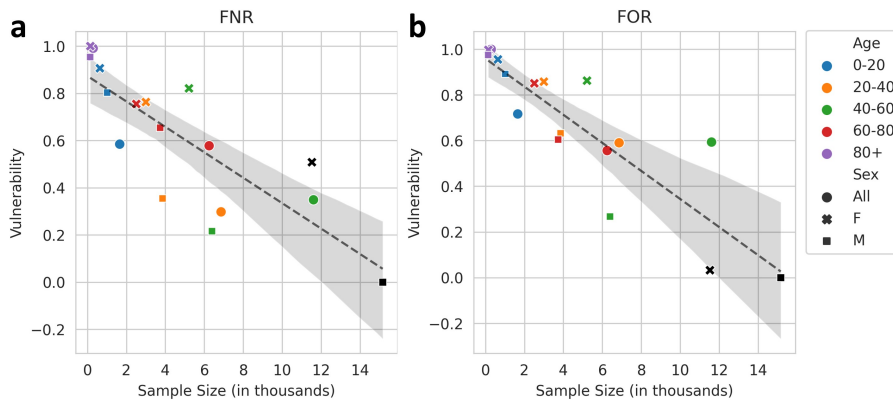 a
FNR
1.0
0.8
0.6
0.4
0.2
0.0
−0.2
Vulnerability
0 2 4 6 8 10 12 14
Sample Size (in thousands)
b
FOR
1.0
0.8
0.6
0.4
0.2
0.0
−0.2
Vulnerability
0 2 4 6 8 10 12 14
Sample Size (in thousands)
Age
0-20
20-40
40-60
60-80
80+
Sex
All
F
M